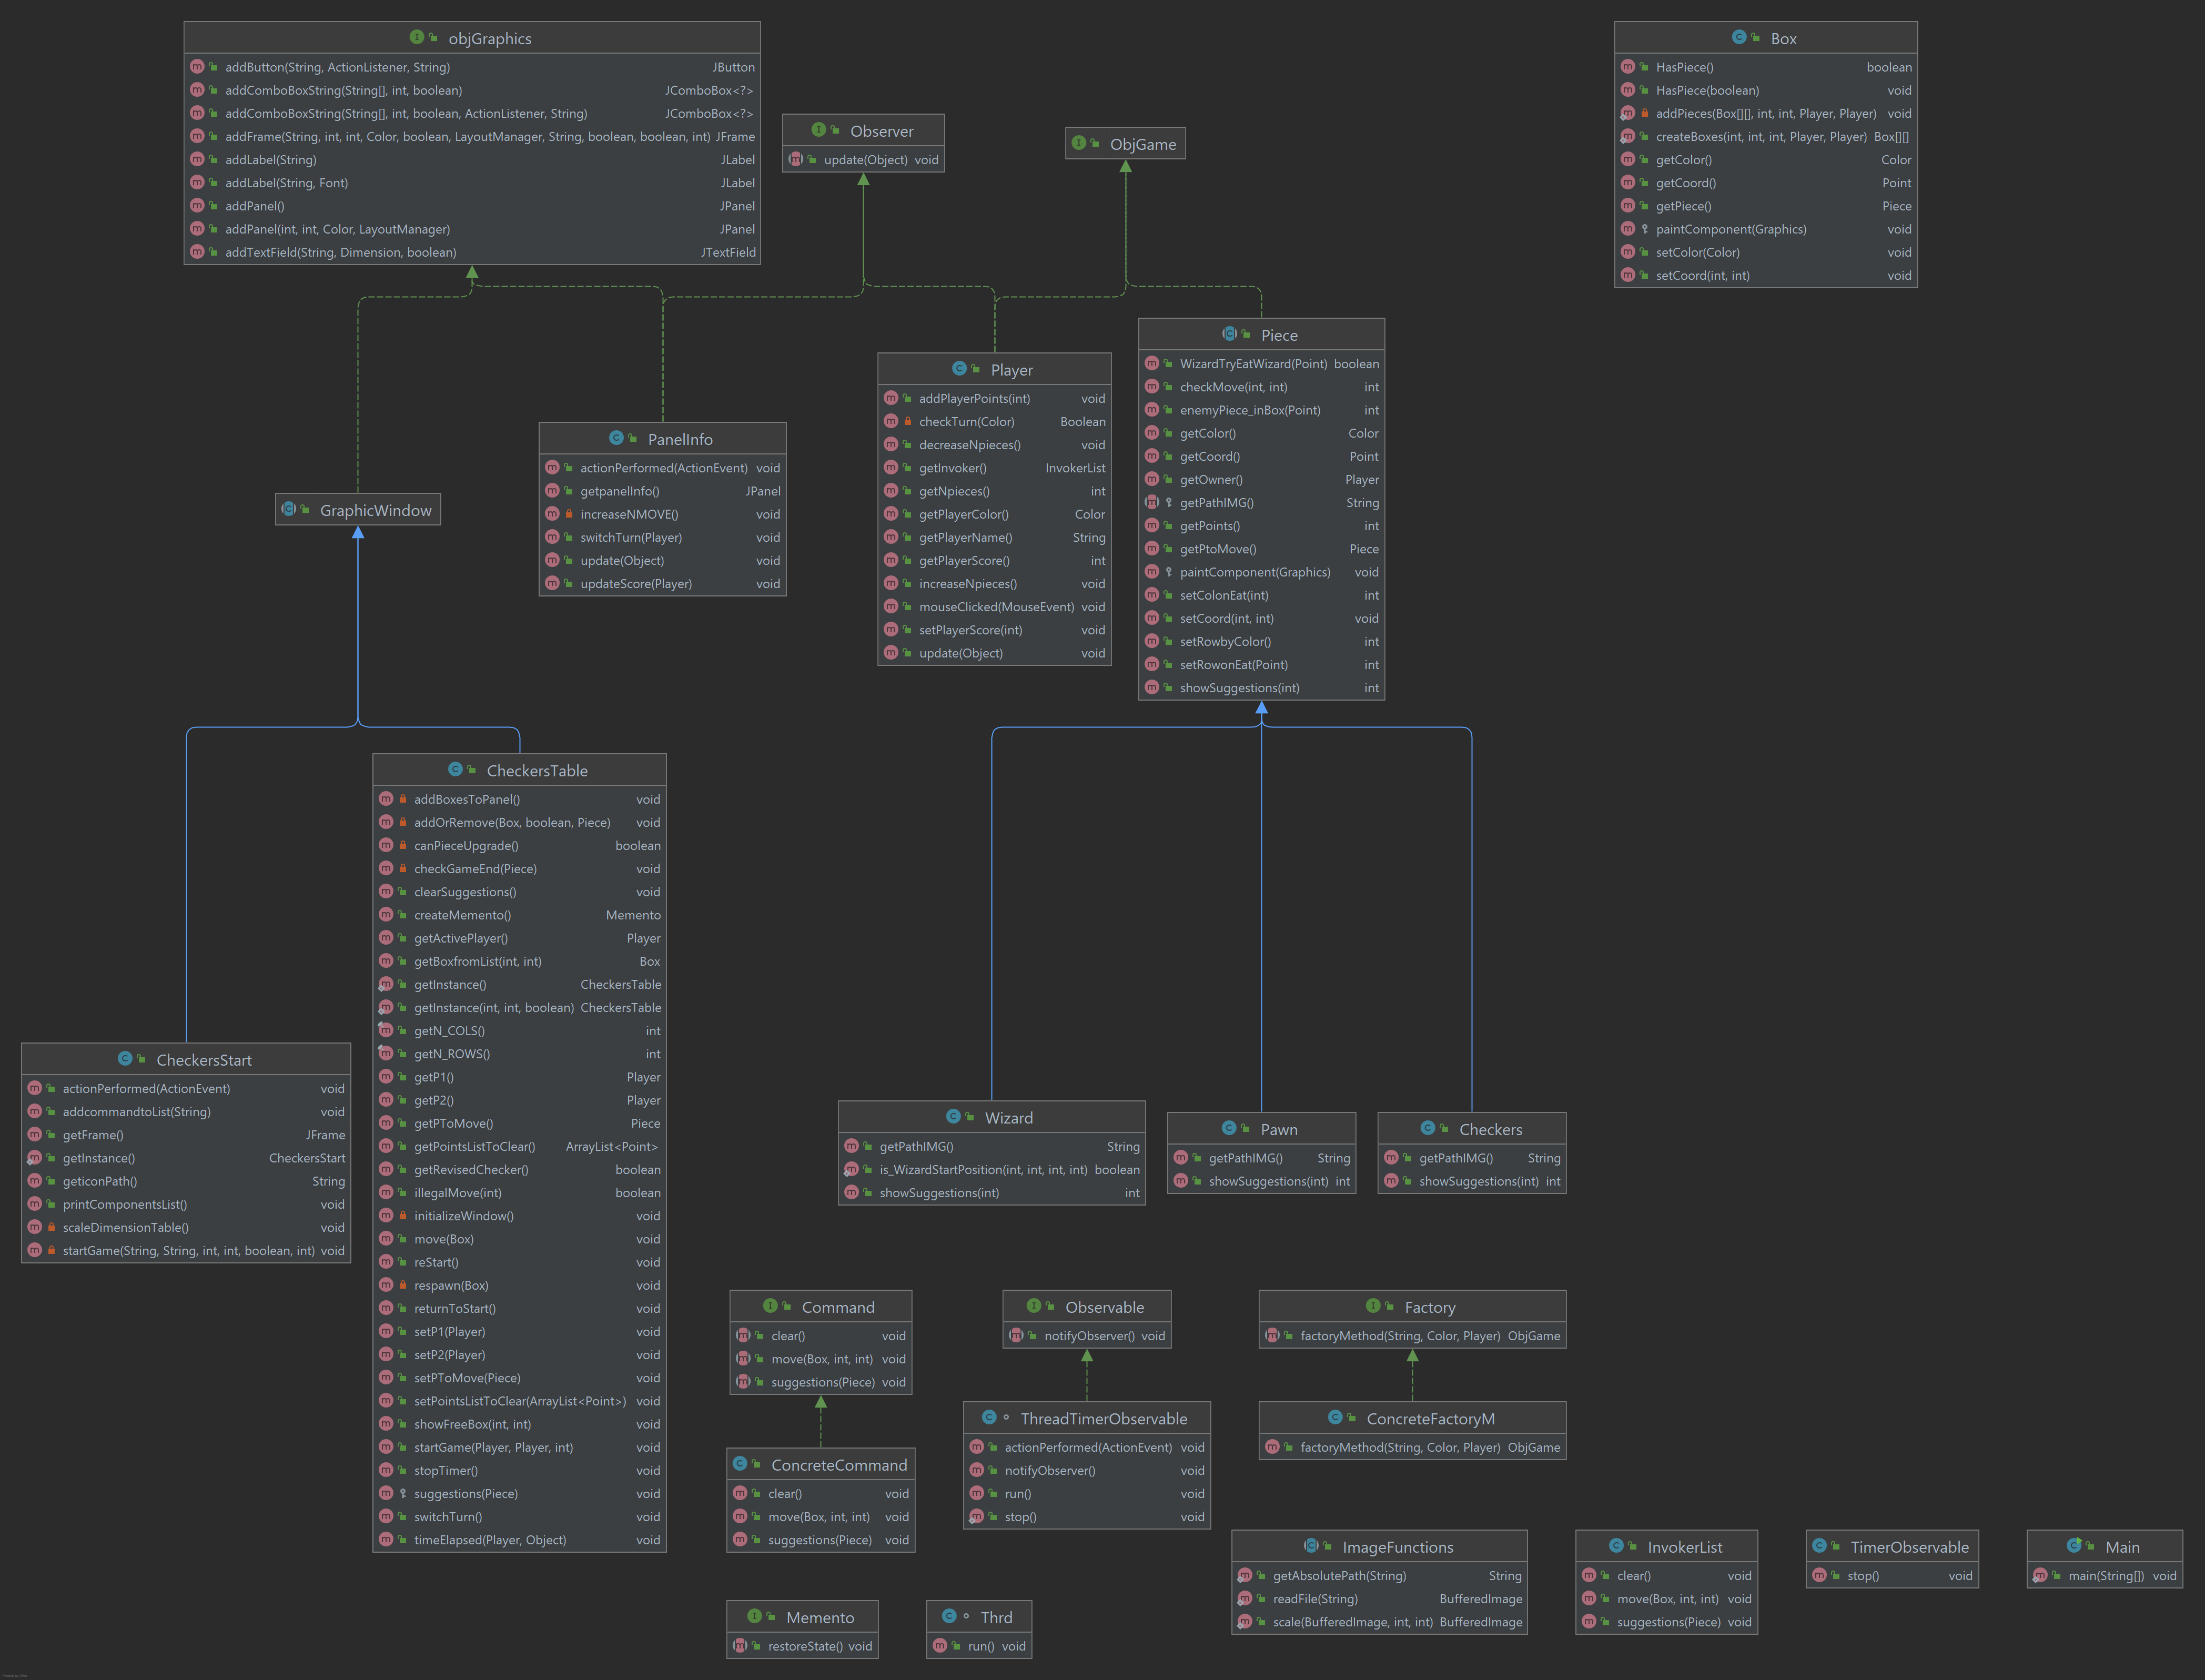 objGraphics
addButton(String, ActionListener, String) JButton
addComboBoxString(String[], int, boolean) JComboBox<?>
addComboBoxString(String[], int, boolean, ActionListener, String) JComboBox<?>
addFrame(String, int, int, Color, boolean, LayoutManager, String, boolean, boolean, int) JFrame
addLabel(String) JLabel
addLabel(String, Font) JLabel
addPanel() JPanel
addPanel(int, int, Color, LayoutManager) JPanel
addTextField(String, Dimension, boolean) JTextField
Observer
update(Object) void
ObjGame
Box
HasPiece() boolean
HasPiece(boolean) void
addPieces(Box[][], int, int, Player, Player) void
createBoxes(int, int, int, Player, Player) Box[][]
getColor() Color
getCoord() Point
getPiece() Piece
paintComponent(Graphics) void
setColor(Color) void
setCoord(int, int) void
Piece
WizardTryEatWizard(Point) boolean
checkMove(int, int) int
enemyPiece_inBox(Point) int
getColor() Color
getCoord() Point
getOwner() Player
getPathIMG() String
getPoints() int
getPtoMove() Piece
paintComponent(Graphics) void
setColonEat(int) int
setCoord(int, int) void
setRowbyColor() int
setRowonEat(Point) int
showSuggestions(int) int
Player
addPlayerPoints(int) void
checkTurn(Color) Boolean
decreaseNpieces() void
getInvoker() InvokerList
getNpieces() int
getPlayerColor() Color
getPlayerName() String
getPlayerScore() int
increaseNpieces() void
mouseClicked(MouseEvent) void
setPlayerScore(int) void
update(Object) void
PanelInfo
actionPerformed(ActionEvent) void
getpanelInfo() JPanel
increaseNMOVE() void
switchTurn(Player) void
update(Object) void
updateScore(Player) void
GraphicWindow
CheckersTable
addBoxesToPanel() void
addOrRemove(Box, boolean, Piece) void
canPieceUpgrade() boolean
checkGameEnd(Piece) void
clearSuggestions() void
createMemento() Memento
getActivePlayer() Player
getBoxfromList(int, int) Box
getInstance() CheckersTable
getInstance(int, int, boolean) CheckersTable
getN_COLS() int
getN_ROWS() int
getP1() Player
getP2() Player
getPToMove() Piece
getPointsListToClear() ArrayList<Point>
getRevisedChecker() boolean
illegalMove(int) boolean
initializeWindow() void
move(Box) void
reStart() void
respawn(Box) void
returnToStart() void
setP1(Player) void
setP2(Player) void
setPToMove(Piece) void
setPointsListToClear(ArrayList<Point>) void
showFreeBox(int, int) void
startGame(Player, Player, int) void
stopTimer() void
suggestions(Piece) void
switchTurn() void
timeElapsed(Player, Object) void
CheckersStart
actionPerformed(ActionEvent) void
addcommandtoList(String) void
getFrame() JFrame
getInstance() CheckersStart
geticonPath() String
printComponentsList() void
scaleDimensionTable() void
startGame(String, String, int, int, boolean, int) void
Wizard
getPathIMG() String
is_WizardStartPosition(int, int, int, int) boolean
showSuggestions(int) int
Pawn
getPathIMG() String
showSuggestions(int) int
Checkers
getPathIMG() String
showSuggestions(int) int
Command
clear() void
move(Box, int, int) void
suggestions(Piece) void
Observable
notifyObserver() void
Factory
factoryMethod(String, Color, Player) ObjGame
ConcreteCommand
clear() void
move(Box, int, int) void
suggestions(Piece) void
ThreadTimerObservable
actionPerformed(ActionEvent) void
notifyObserver() void
run() void
stop() void
ConcreteFactoryM
factoryMethod(String, Color, Player) ObjGame
ImageFunctions
getAbsolutePath(String) String
readFile(String) BufferedImage
scale(BufferedImage, int, int) BufferedImage
InvokerList
clear() void
move(Box, int, int) void
suggestions(Piece) void
TimerObservable
stop() void
Main
main(String[]) void
Memento
restoreState() void
Thrd
run() void